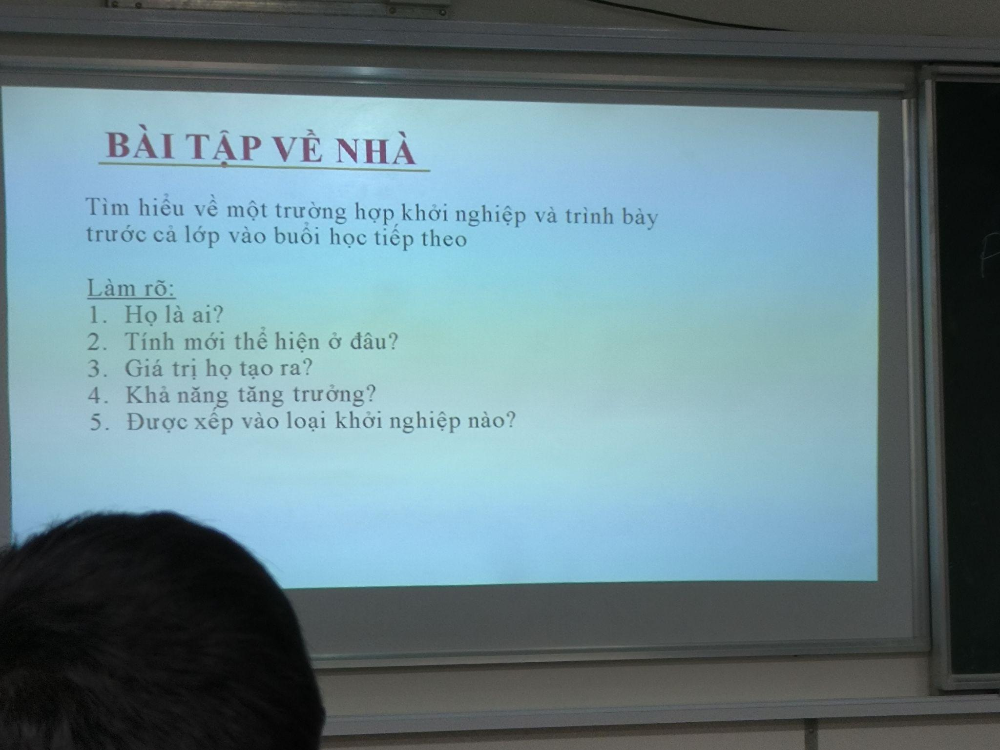 BÀI TẬP VỀ NHÀ
Tìm hiểu về một trường hợp khởi nghiệp và trình bày
trước cả lớp vào buổi học tiếp theo
Làm rõ:
1. Họ là ai?
2. Tính mới thể hiện ở đâu?
3. Giá trị họ tạo ra?
4. Khả năng tăng trưởng?
5. Được xếp vào loại khởi nghiệp nào?